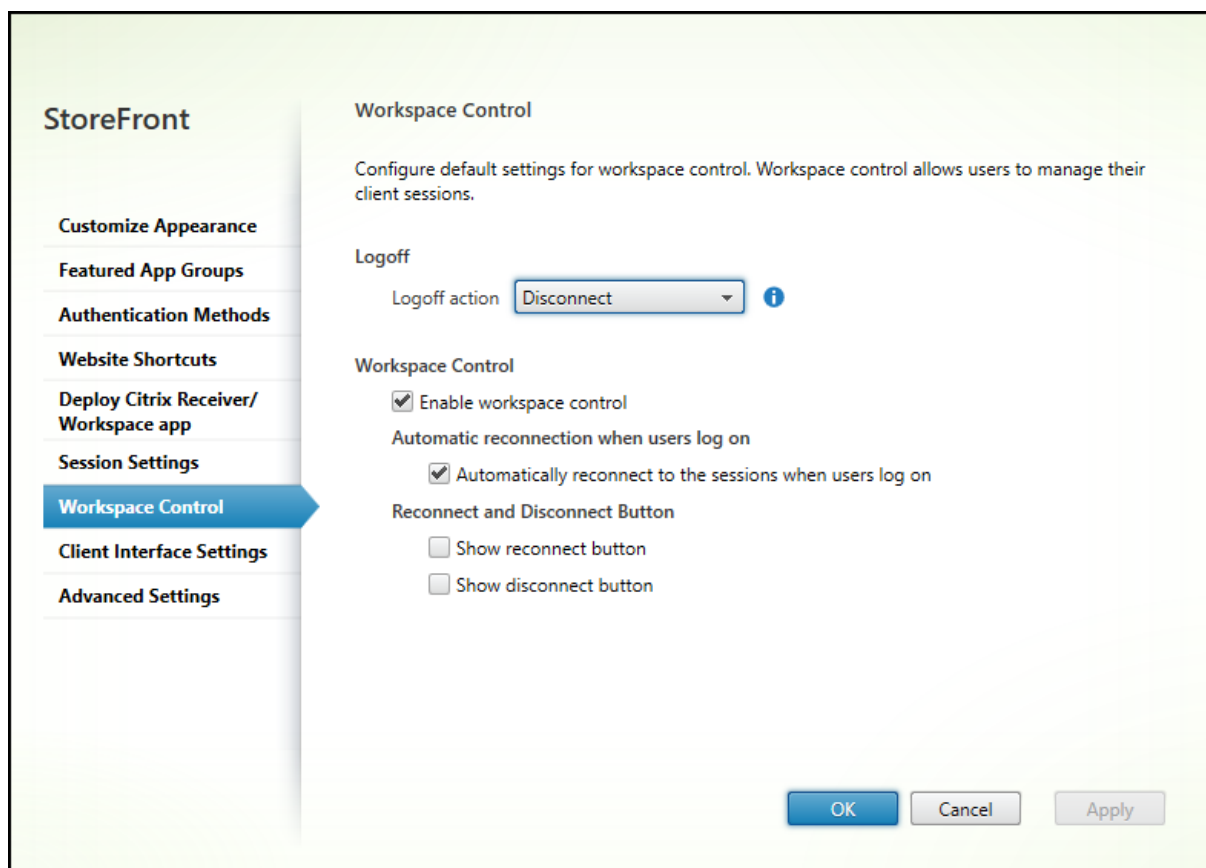 StoreFront
Customize Appearance
Featured App Groups
Authentication Methods
Website Shortcuts
Deploy Citrix Receiver/
Workspace app
Session Settings
Workspace Control
Client Interface Settings
Advanced Settings
Workspace Control
Configure default settings for workspace control. Workspace control allows users to manage their
client sessions.
Logoff
Logoff action Disconnect
Workspace Control
Enable workspace control
Automatic reconnection when users log on
Automatically reconnect to the sessions when users log on
Reconnect and Disconnect Button
Show reconnect button
Show disconnect button
OK Cancel Apply